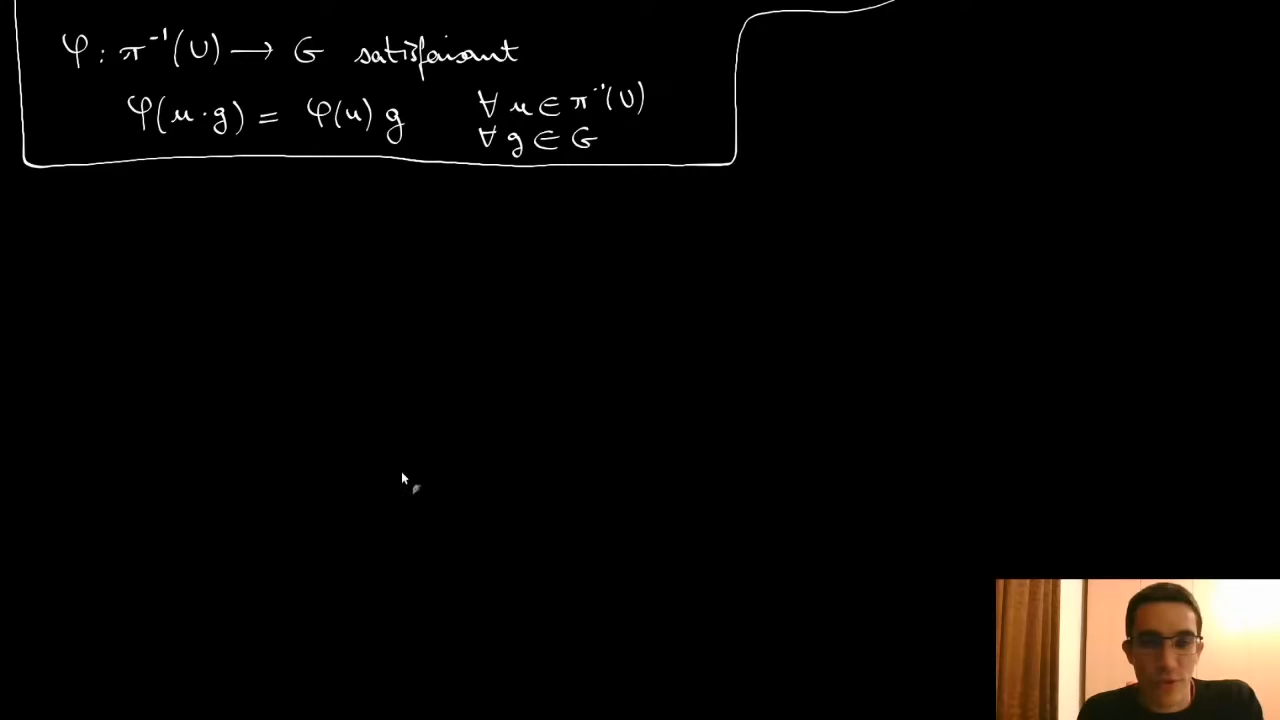 φ : π⁻¹(U) ⟶ G satisfaisant
φ(u·g) = φ(u) g ∀ u ∈ π⁻¹(U)
∀ g ∈ G